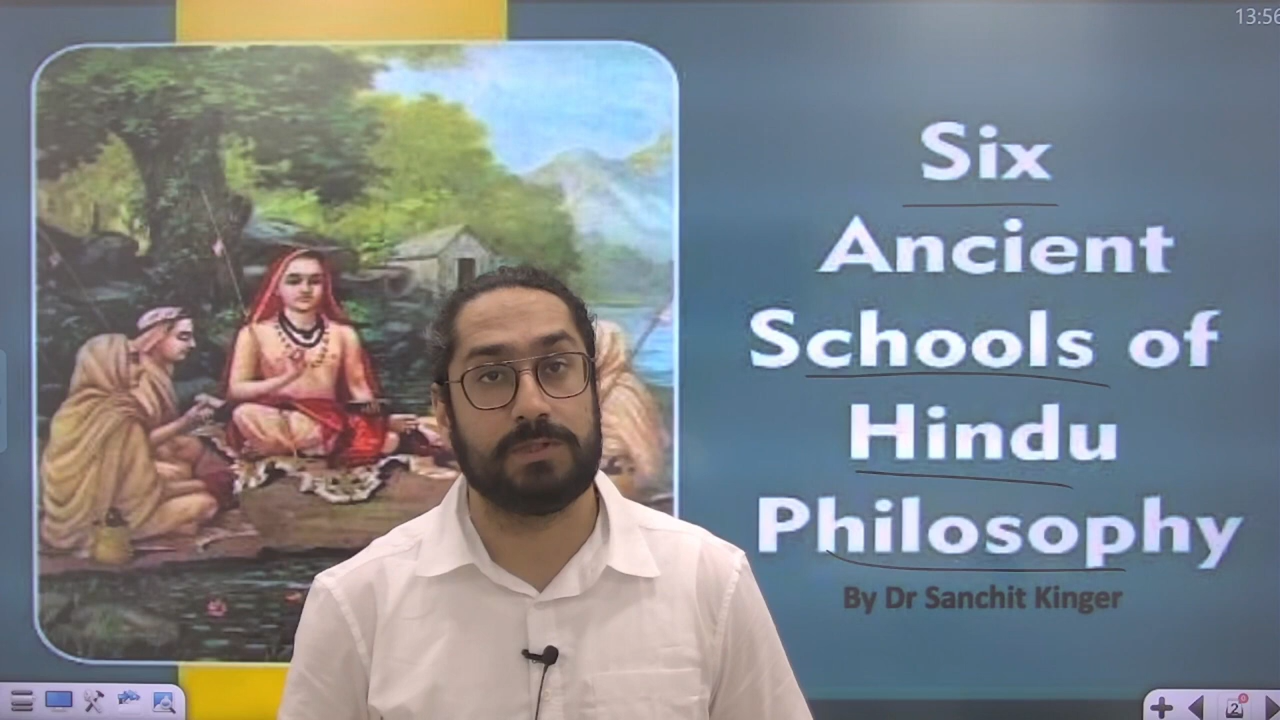 13:56
Six
Ancient
Schools of
Hindu
Philosophy
By Dr Sanchit Kinger
2